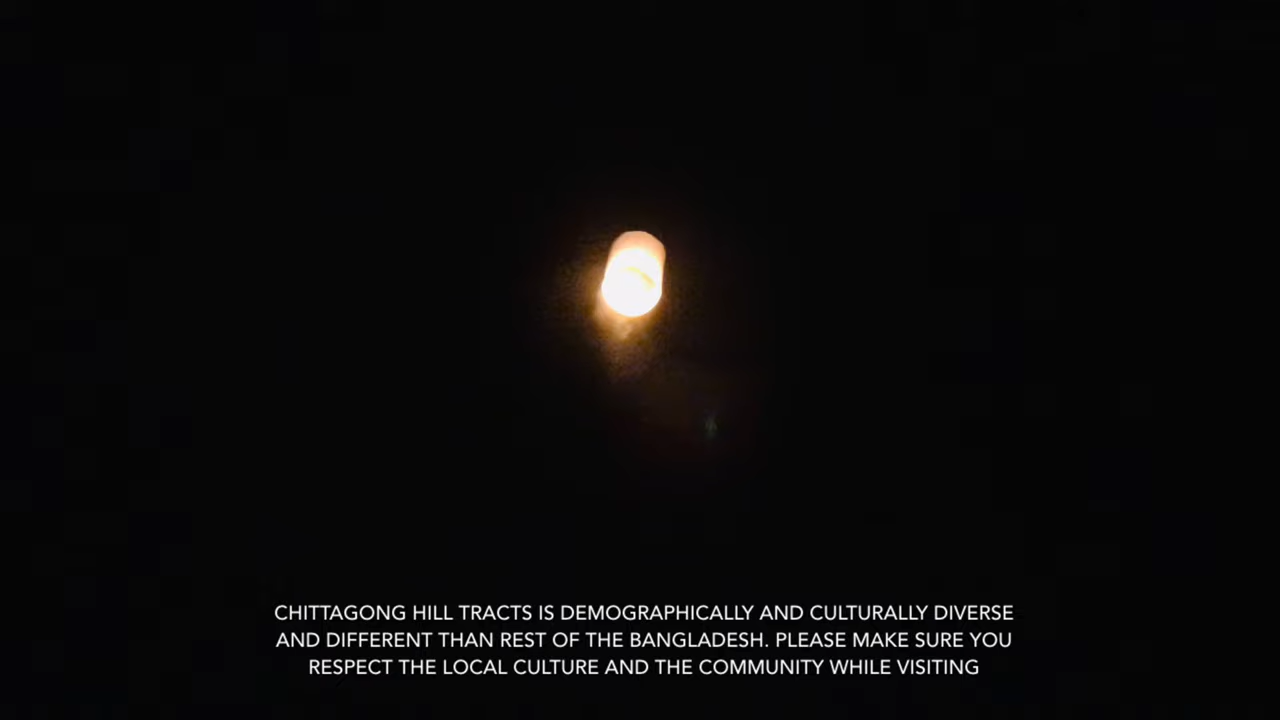 CHITTAGONG HILL TRACTS IS DEMOGRAPHICALLY AND CULTURALLY DIVERSE
AND DIFFERENT THAN REST OF THE BANGLADESH. PLEASE MAKE SURE YOU
RESPECT THE LOCAL CULTURE AND THE COMMUNITY WHILE VISITING